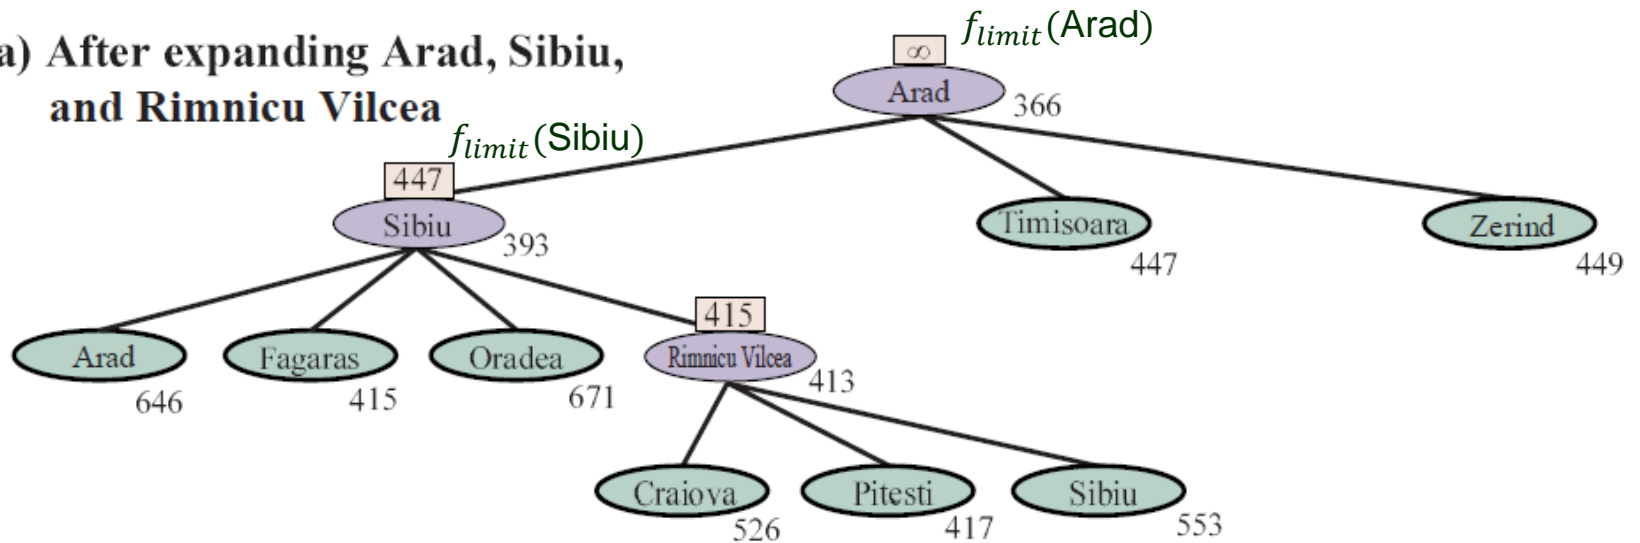 a) After expanding Arad, Sibiu,
and Rimnicu Vilcea
f_limit(Arad)
∞
Arad
366
f_limit(Sibiu)
447
Sibiu
393
Timisoara
447
Zerind
449
Arad
646
Fagaras
415
Oradea
671
415
Rimnicu Vilcea
413
Craiova
526
Pitesti
417
Sibiu
553